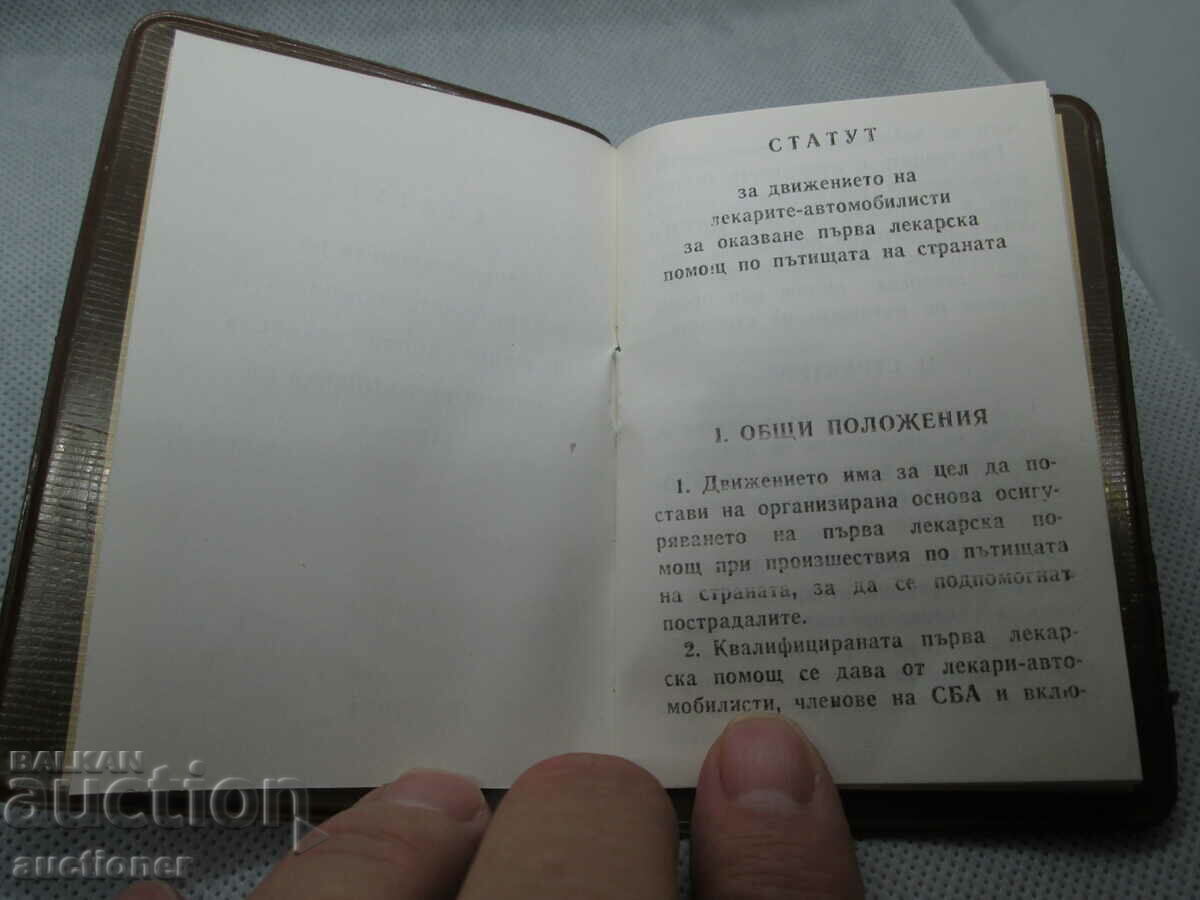 СТАТУТ
за движението на
лекарите-автомобилисти
за оказване първа лекарска
помощ по пътищата на страната
1. ОБЩИ ПОЛОЖЕНИЯ
1. Движението има за цел да по-
стави на организирана основа осигу-
ряването на първа лекарска по-
мощ при произшествия по пътищата
на страната, за да се подпомогнат
пострадалите.
2. Квалифицираната първа лекар-
ска помощ се дава от лекари-авто-
мобилисти, членове на СБА и вклю-
BALKAN
auction
auctioner